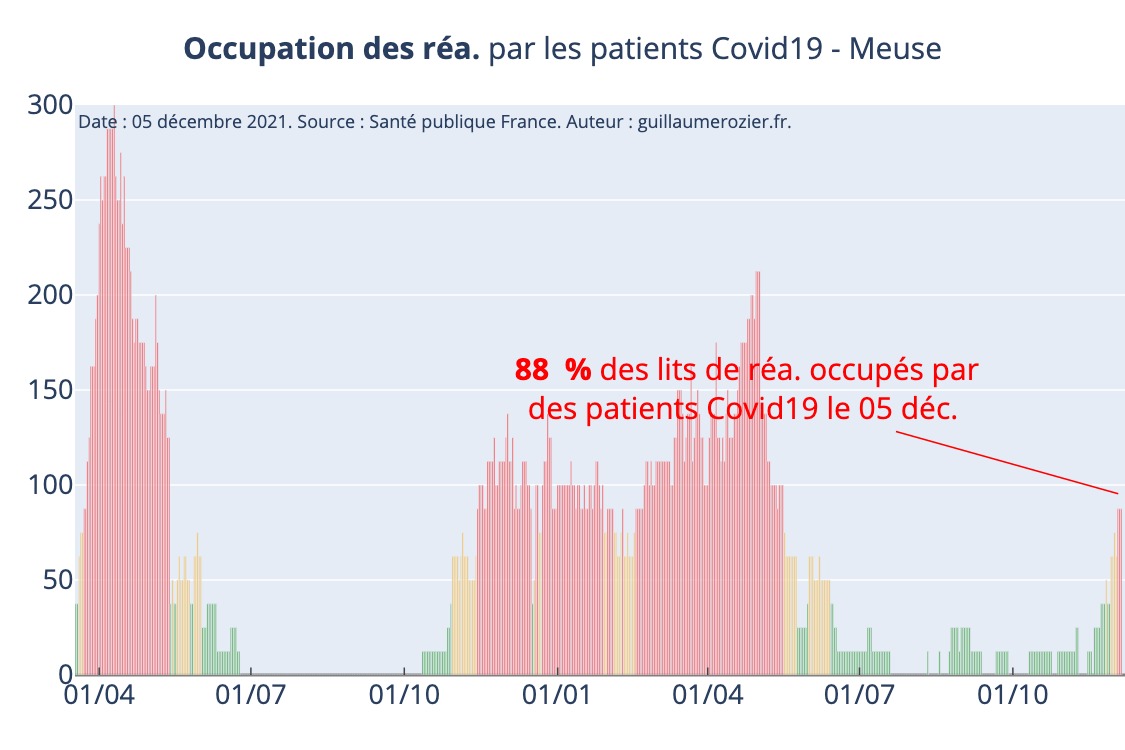 Occupation des réa. par les patients Covid19 - Meuse
300
Date : 05 décembre 2021. Source : Santé publique France. Auteur : guillaumerozier.fr.
250
200
150
88 % des lits de réa. occupés par
des patients Covid19 le 05 déc.
100
50
0
01/04 01/07 01/10 01/01 01/04 01/07 01/10